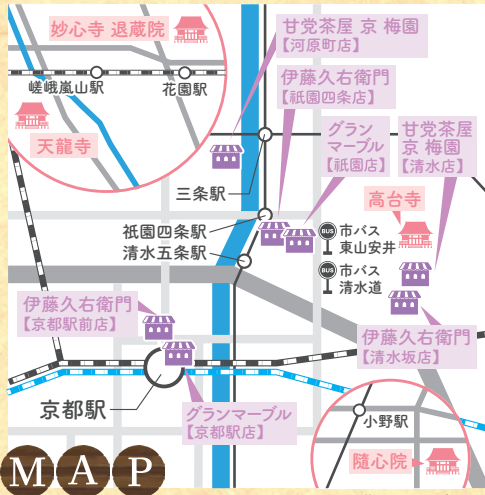 妙心寺 退蔵院
嵯峨嵐山駅
花園駅
天龍寺
甘党茶屋 京 梅園
【河原町店】
伊藤久右衛門
【祇園四条店】
グラン
マーブル
【祇園店】
甘党茶屋
京 梅園
【清水店】
三条駅
高台寺
祇園四条駅
清水五条駅
BUS 市バス
東山安井
BUS 市バス
清水道
伊藤久右衛門
【京都駅前店】
伊藤久右衛門
【清水坂店】
京都駅
グランマーブル
【京都駅店】
小野駅
隨心院
MAP